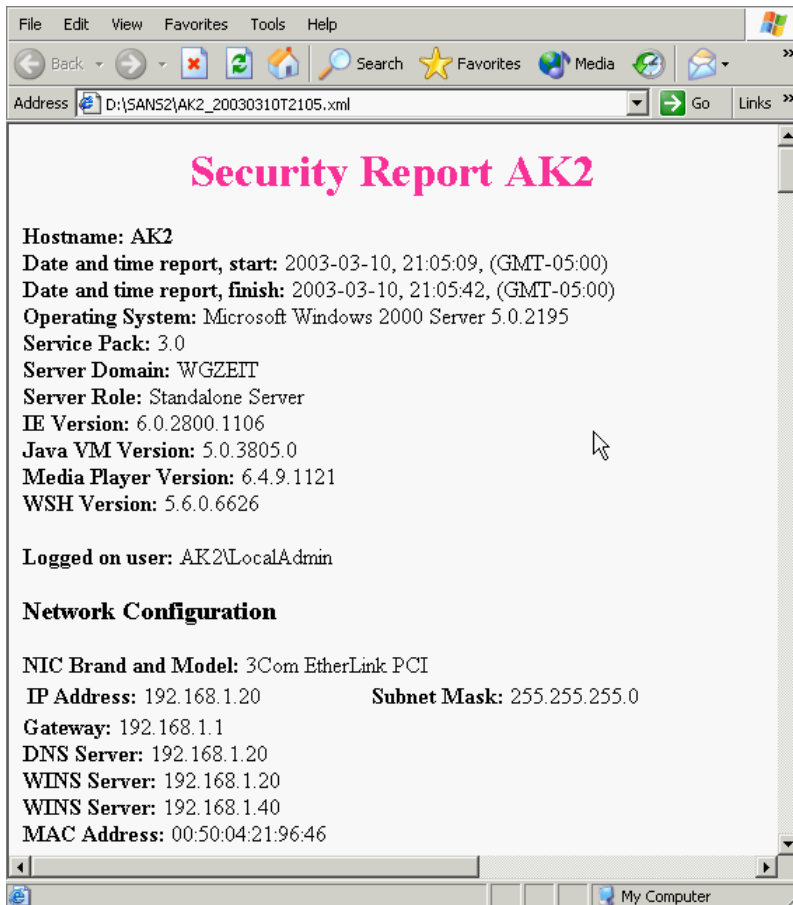 File Edit View Favorites Tools Help
Back Search Favorites Media
Address D:\SANS2\AK2_20030310T2105.xml Go Links »
Security Report AK2
Hostname: AK2
Date and time report, start: 2003-03-10, 21:05:09, (GMT-05:00)
Date and time report, finish: 2003-03-10, 21:05:42, (GMT-05:00)
Operating System: Microsoft Windows 2000 Server 5.0.2195
Service Pack: 3.0
Server Domain: WGZEIT
Server Role: Standalone Server
IE Version: 6.0.2800.1106
Java VM Version: 5.0.3805.0
Media Player Version: 6.4.9.1121
WSH Version: 5.6.0.6626
Logged on user: AK2\LocalAdmin
Network Configuration
NIC Brand and Model: 3Com EtherLink PCI
IP Address: 192.168.1.20 Subnet Mask: 255.255.255.0
Gateway: 192.168.1.1
DNS Server: 192.168.1.20
WINS Server: 192.168.1.20
WINS Server: 192.168.1.40
MAC Address: 00:50:04:21:96:46
My Computer